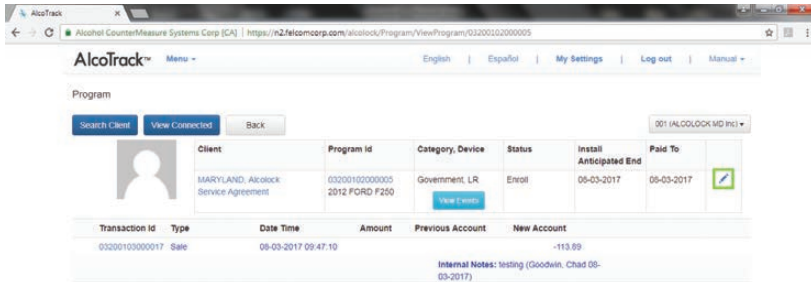 AlcoTrack
Alcohol CounterMeasure Systems Corp [CA] | https://n2.felcomcorp.com/alcolock/Program/ViewProgram/03200102000005
AlcoTrack™ Menu English | Español | My Settings | Log out | Manual
Program
Search Client View Connected Back 001 (ALCOLOCK MD Inc)
Client Program Id Category, Device Status Install Paid To
Anticipated End
MARYLAND, Alcolock 03200102000005 Government, LR Enroll 08-03-2017 08-03-2017
Service Agreement 2012 FORD F250 View Events
Transaction Id Type Date Time Amount Previous Account New Account
03200103000017 Sale 08-03-2017 09:47:10 -113.89
Internal Notes: testing (Goodwin, Chad 08-
03-2017)